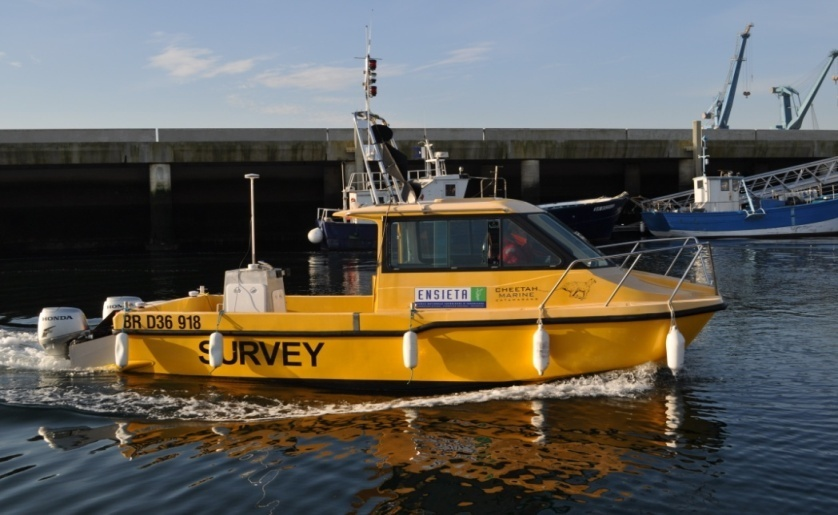 HONDA
BR D36 918
SURVEY
ENSIETA
CHEETAH
MARINE